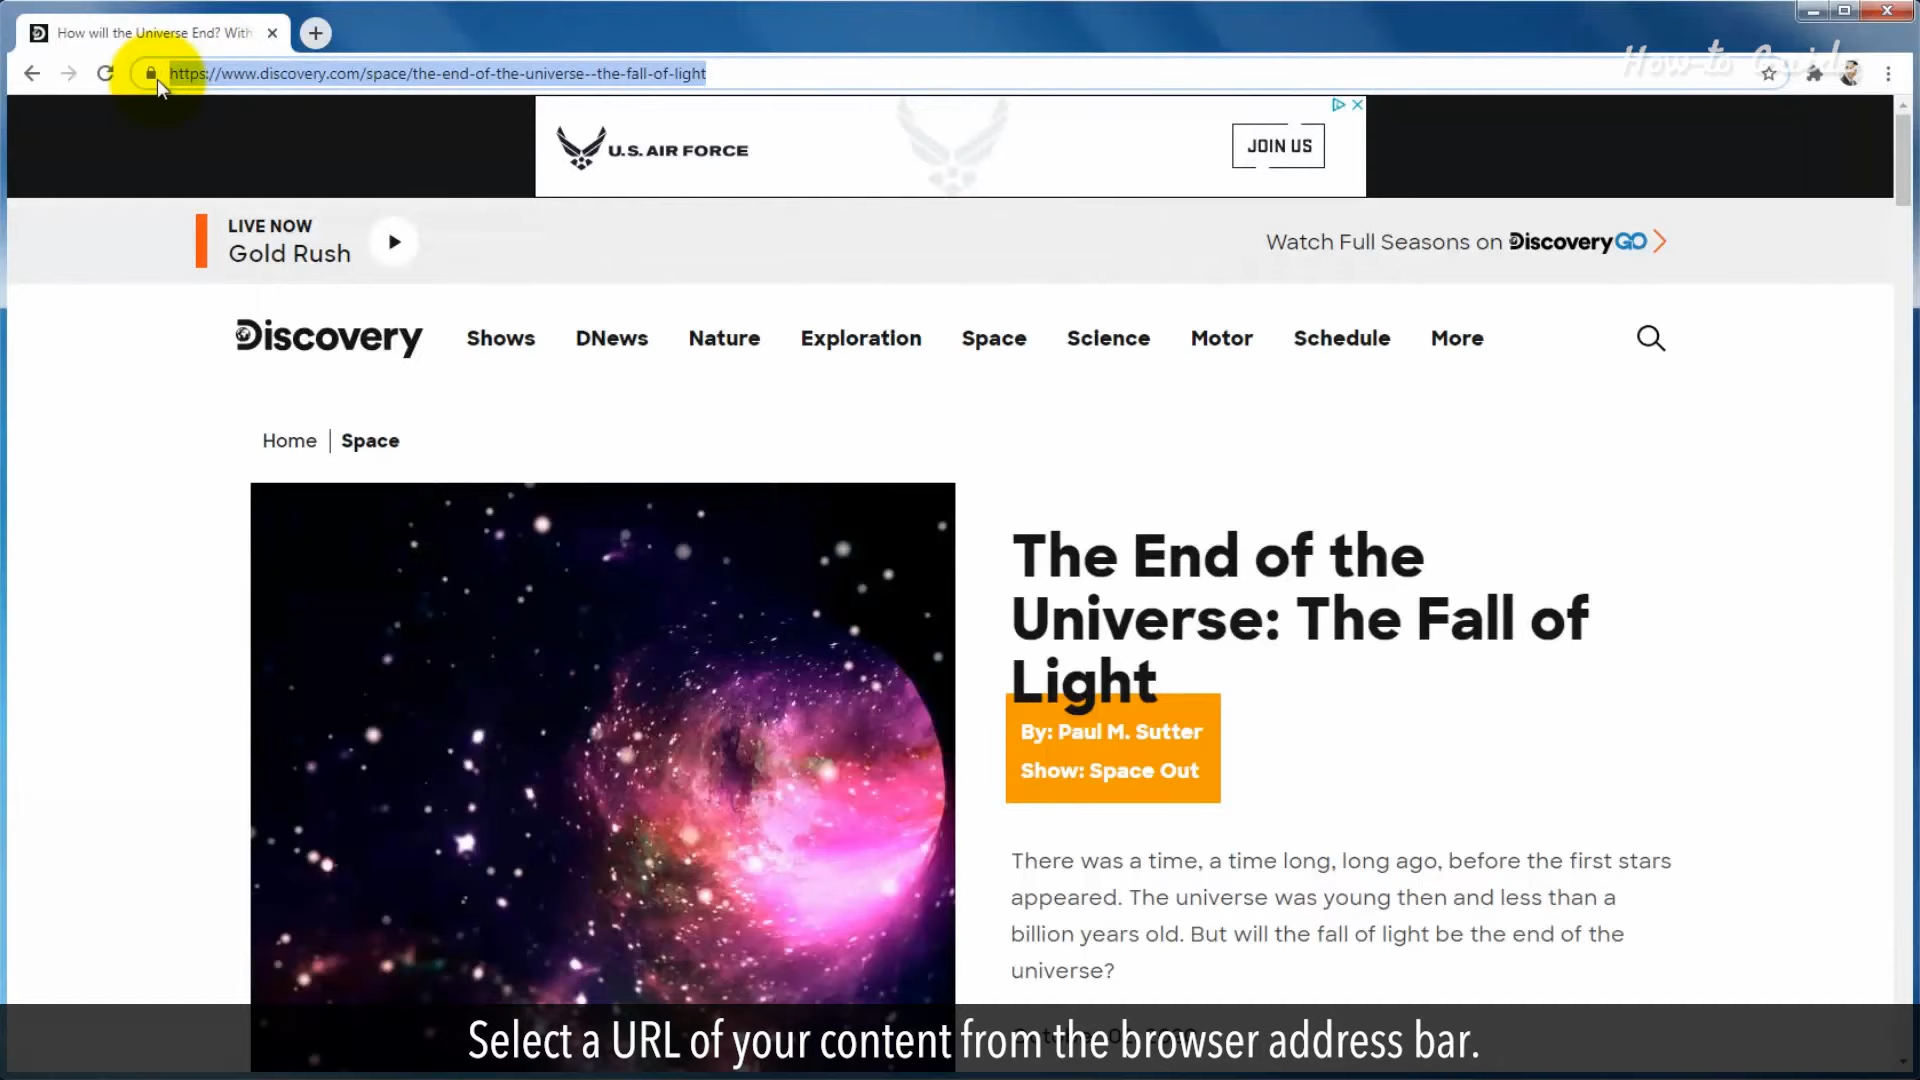 How will the Universe End? With
How-to Guide
https://www.discovery.com/space/the-end-of-the-universe--the-fall-of-light
U.S. AIR FORCE
JOIN US
LIVE NOW
Gold Rush
Watch Full Seasons on Discovery GO
Discovery
Shows
DNews
Nature
Exploration
Space
Science
Motor
Schedule
More
Home | Space
The End of the
Universe: The Fall of
Light
By: Paul M. Sutter
Show: Space Out
There was a time, a time long, long ago, before the first stars
appeared. The universe was young then and less than a
billion years old. But will the fall of light be the end of the
universe?
Select a URL of your content from the browser address bar.